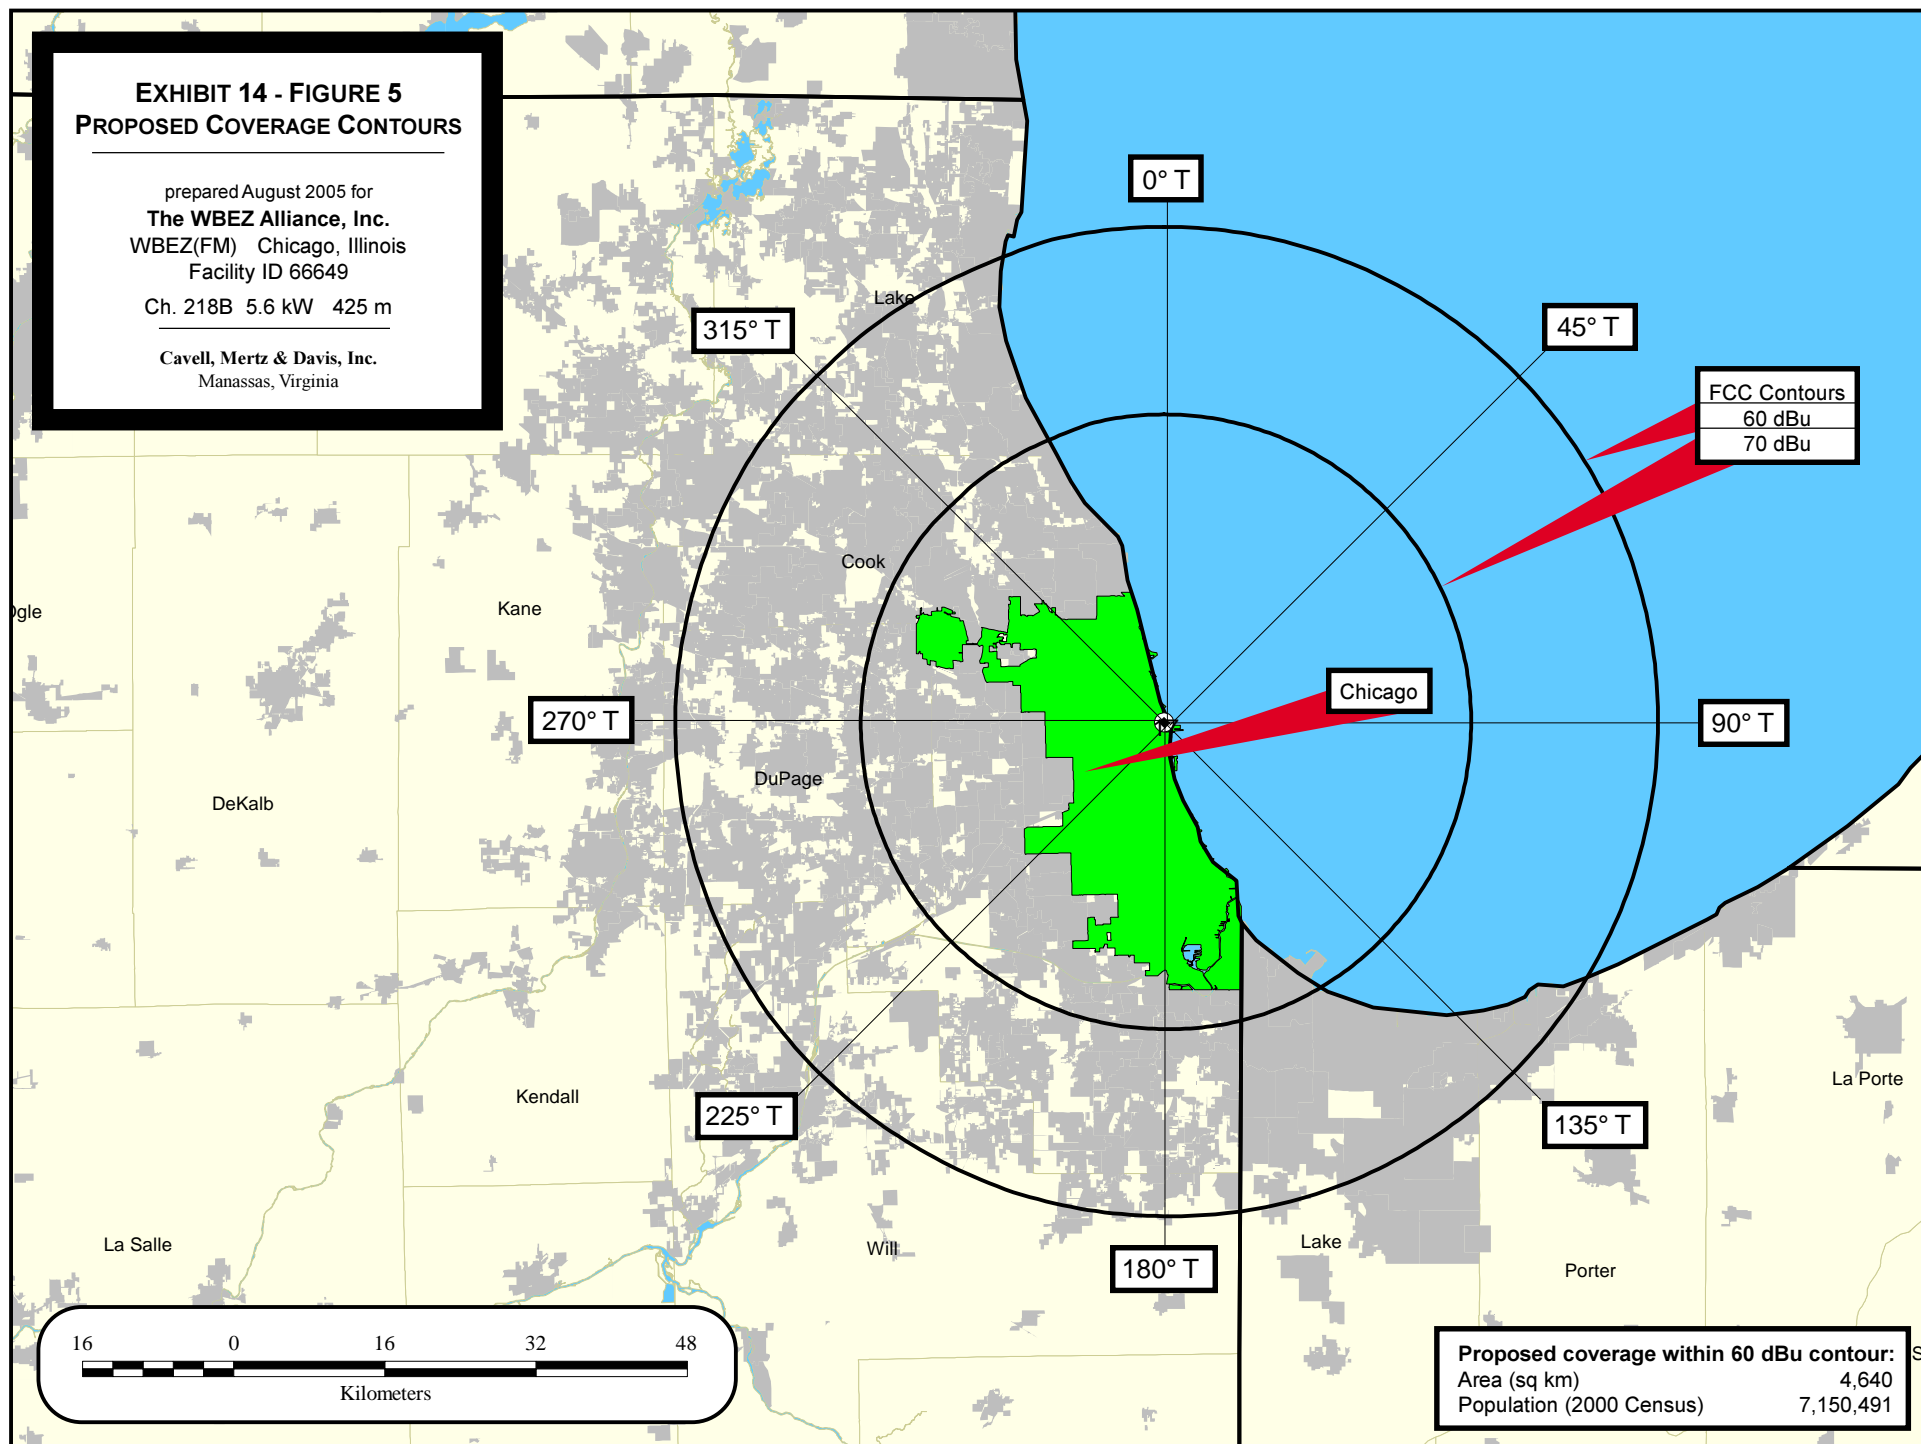 EXHIBIT 14 - FIGURE 5
PROPOSED COVERAGE CONTOURS
prepared August 2005 for
The WBEZ Alliance, Inc.
WBEZ(FM) Chicago, Illinois
Facility ID 66649
Ch. 218B 5.6 kW 425 m
Cavell, Mertz & Davis, Inc.
Manassas, Virginia
0° T
Lake
315° T
45° T
FCC Contours
60 dBu
70 dBu
Cook
Kane
Chicago
270° T
90° T
DuPage
DeKalb
La Porte
Kendall
225° T
135° T
La Salle
Will
Lake
180° T
Porter
16 0 16 32 48
Kilometers
Proposed coverage within 60 dBu contour:
Area (sq km) 4,640
Population (2000 Census) 7,150,491